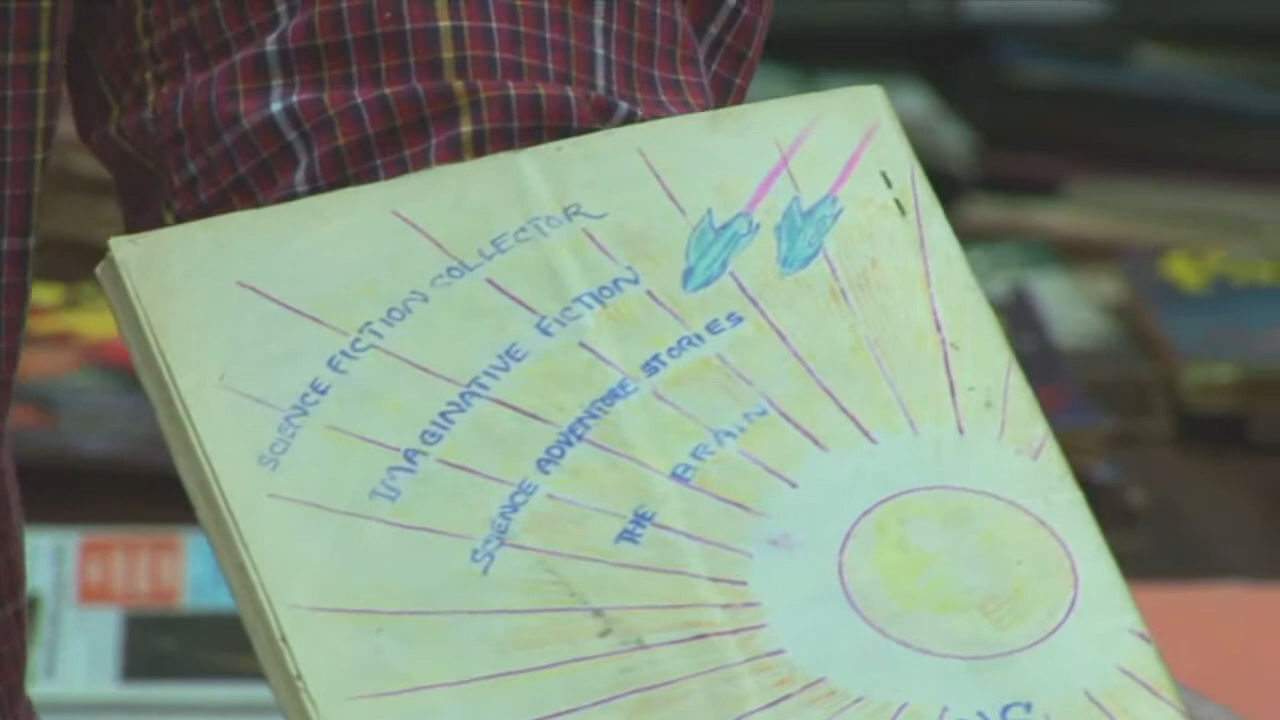 SCIENCE FICTION COLLECTOR
IMAGINATIVE FICTION
SCIENCE ADVENTURE STORIES
THE BRAIN